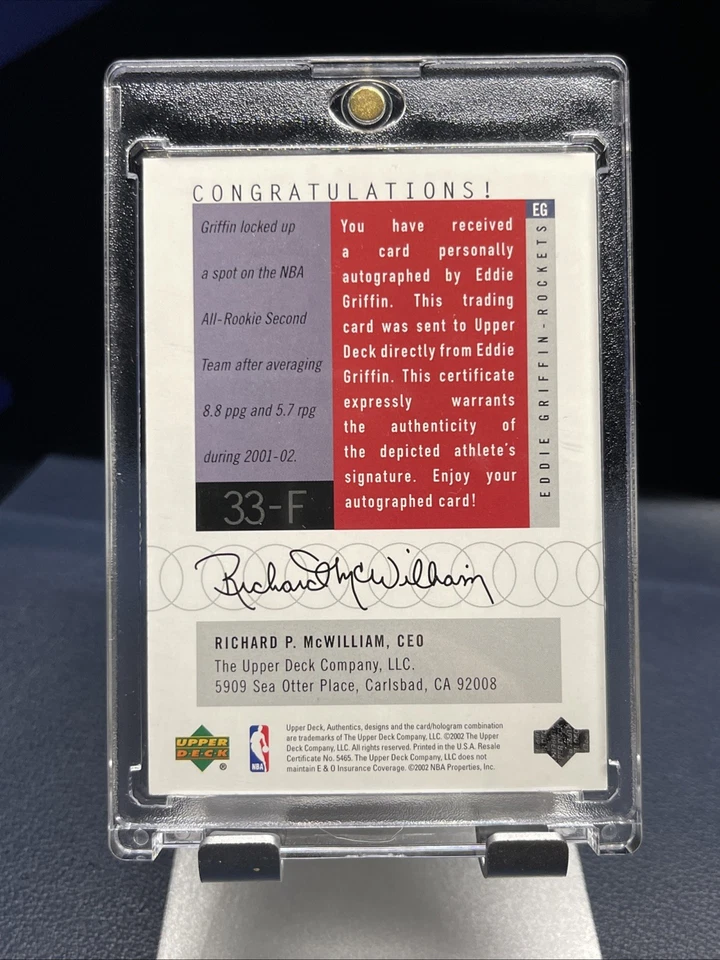 CONGRATULATIONS!
Griffin locked up
a spot on the NBA
All-Rookie Second
Team after averaging
8.8 ppg and 5.7 rpg
during 2001-02.
33-F
You have received
a card personally
autographed by Eddie
Griffin. This trading
card was sent to Upper
Deck directly from Eddie
Griffin. This certificate
expressly warrants
the authenticity of
the depicted athlete's
signature. Enjoy your
autographed card!
EG
EDDIE GRIFFIN-ROCKETS
Richard P. McWilliam
RICHARD P. McWILLIAM, CEO
The Upper Deck Company, LLC.
5909 Sea Otter Place, Carlsbad, CA 92008
UPPER
DECK
®
NBA
Upper Deck, Authentics, designs and the card/hologram combination
are trademarks of The Upper Deck Company, LLC. ©2002 The Upper
Deck Company, LLC. All rights reserved. Printed in the U.S.A. Resale
Certificate No. 5465. The Upper Deck Company, LLC does not
maintain E & O Insurance Coverage. ©2002 NBA Properties, Inc.